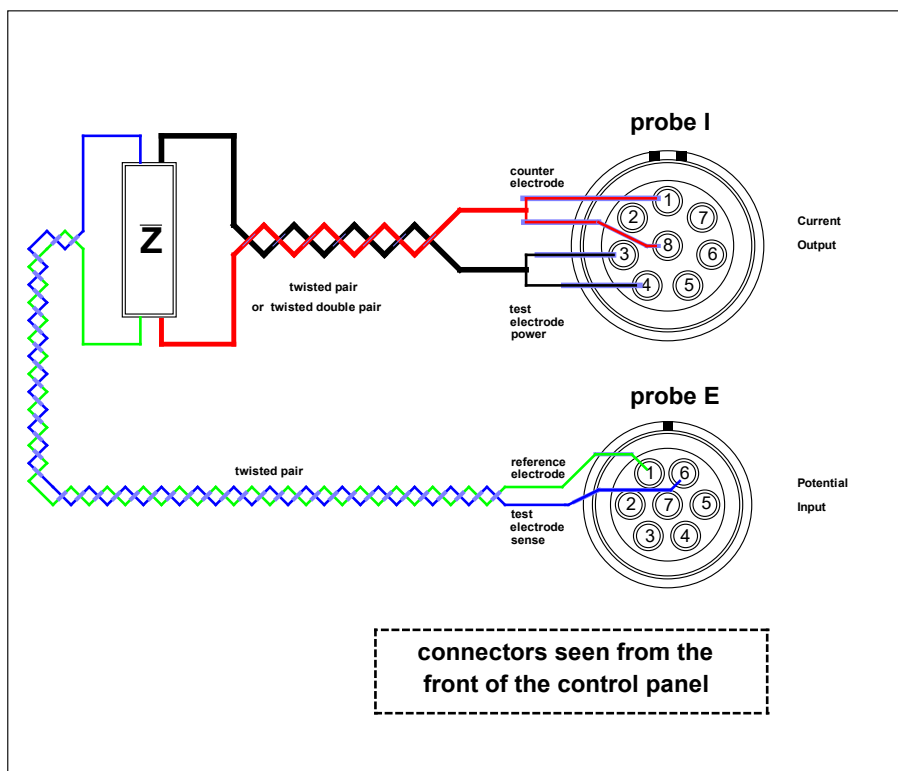 probe I
counter
electrode
1
2
7
8
3
6
4
5
Current
Output
Z
twisted pair
or twisted double pair
test
electrode
power
probe E
twisted pair
reference
electrode
1
6
2
7
5
3
4
Potential
Input
test
electrode
sense
connectors seen from the
front of the control panel